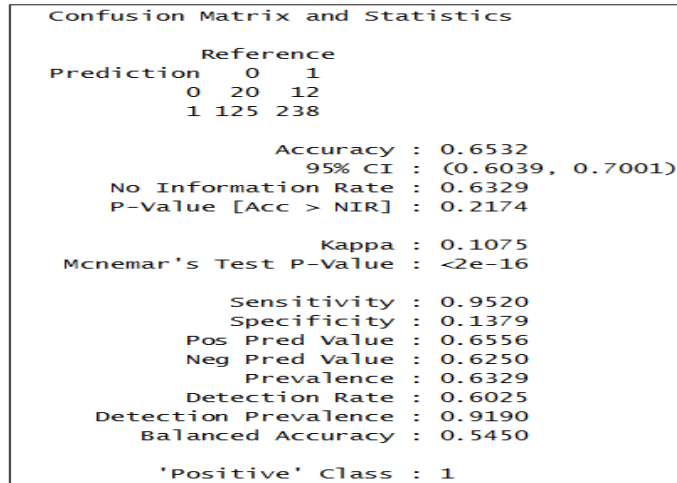 Confusion Matrix and Statistics
Reference
Prediction 0 1
0 20 12
1 125 238
Accuracy : 0.6532
95% CI : (0.6039, 0.7001)
No Information Rate : 0.6329
P-Value [Acc > NIR] : 0.2174
Kappa : 0.1075
Mcnemar's Test P-Value : <2e-16
Sensitivity : 0.9520
Specificity : 0.1379
Pos Pred Value : 0.6556
Neg Pred Value : 0.6250
Prevalence : 0.6329
Detection Rate : 0.6025
Detection Prevalence : 0.9190
Balanced Accuracy : 0.5450
'Positive' Class : 1